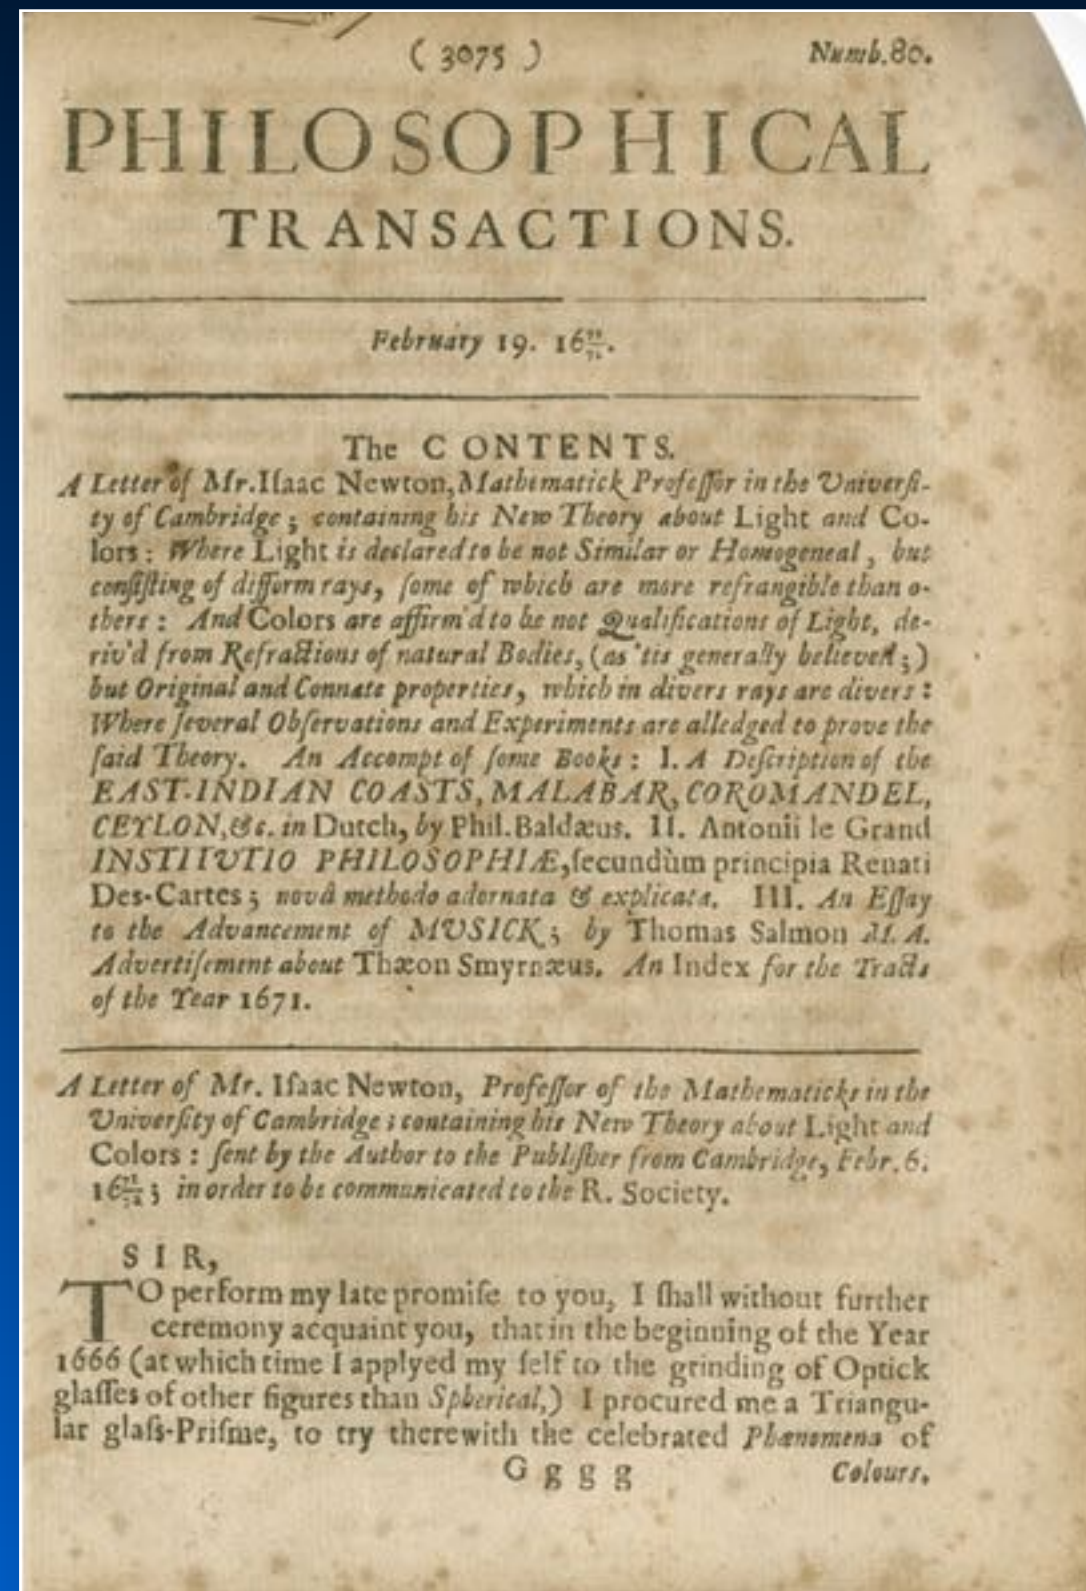 ( 3075 ) Numb. 80.
PHILOSOPHICAL
TRANSACTIONS.
February 19. 16 71/72.
The CONTENTS.
A Letter of Mr. Iſaac Newton, Mathematick Profeſſor in the Univerſi-
ty of Cambridge; containing his New Theory about Light and Co-
lors: Where Light is declared to be not Similar or Homogeneal, but
conſiſting of difform rays, ſome of which are more refrangible than o-
thers: And Colors are affirm'd to be not Qualifications of Light, de-
riv'd from Refractions of natural Bodies, (as 'tis generally believed;)
but Original and Connate properties, which in divers rays are divers:
Where ſeveral Obſervations and Experiments are alledged to prove the
ſaid Theory. An Accompt of ſome Books: I. A Deſcription of the
EAST-INDIAN COASTS, MALABAR, COROMANDEL,
CEYLON, &c. in Dutch, by Phil. Baldæus. II. Antonii le Grand
INSTITVTIO PHILOSOPHIÆ, ſecundùm principia Renati
Des-Cartes; novâ methodo adornata & explicata. III. An Eſſay
to the Advancement of MVSICK; by Thomas Salmon M. A.
Advertiſement about Thæon Smyrnæus. An Index for the Tracts
of the Year 1671.
A Letter of Mr. Iſaac Newton, Profeſſor of the Mathematicks in the
Univerſity of Cambridge; containing his New Theory about Light and
Colors: ſent by the Author to the Publiſher from Cambridge, Febr. 6.
16 71/72; in order to be communicated to the R. Society.
SIR,
TO perform my late promiſe to you, I ſhall without further
ceremony acquaint you, that in the beginning of the Year
1666 (at which time I applyed my ſelf to the grinding of Optick
glaſſes of other figures than Spherical,) I procured me a Triangu-
lar glaſs-Priſme, to try therewith the celebrated Phænomena of
Gggg Colours.